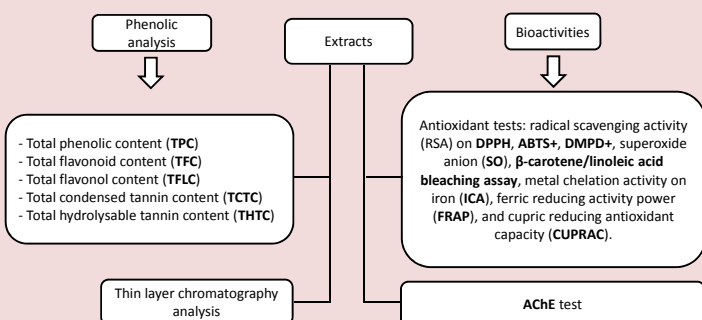 Phenolic
analysis
Extracts
Bioactivities
- Total phenolic content (TPC)
- Total flavonoid content (TFC)
- Total flavonol content (TFLC)
- Total condensed tannin content (TCTC)
- Total hydrolysable tannin content (THTC)
Antioxidant tests: radical scavenging activity
(RSA) on DPPH, ABTS+, DMPD+, superoxide
anion (SO), β-carotene/linoleic acid
bleaching assay, metal chelation activity on
iron (ICA), ferric reducing activity power
(FRAP), and cupric reducing antioxidant
capacity (CUPRAC).
Thin layer chromatography
analysis
AChE test